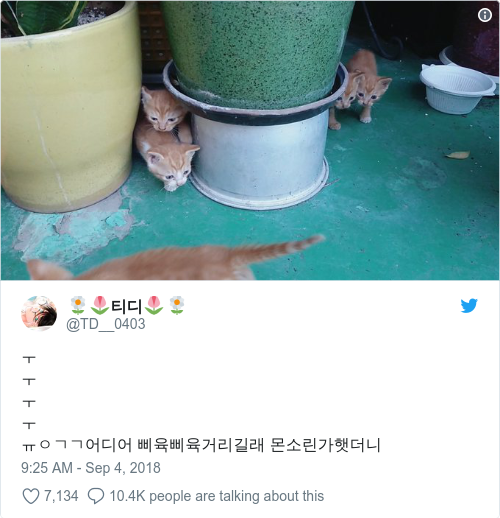 🌼🌷티디🌷🌼
@TD__0403
ㅜ
ㅜ
ㅜ
ㅜ
ㅠㅇㄱㄱ어디어 삐육삐육거리길래 몬소린가햇더니
9:25 AM - Sep 4, 2018
7,134 10.4K people are talking about this